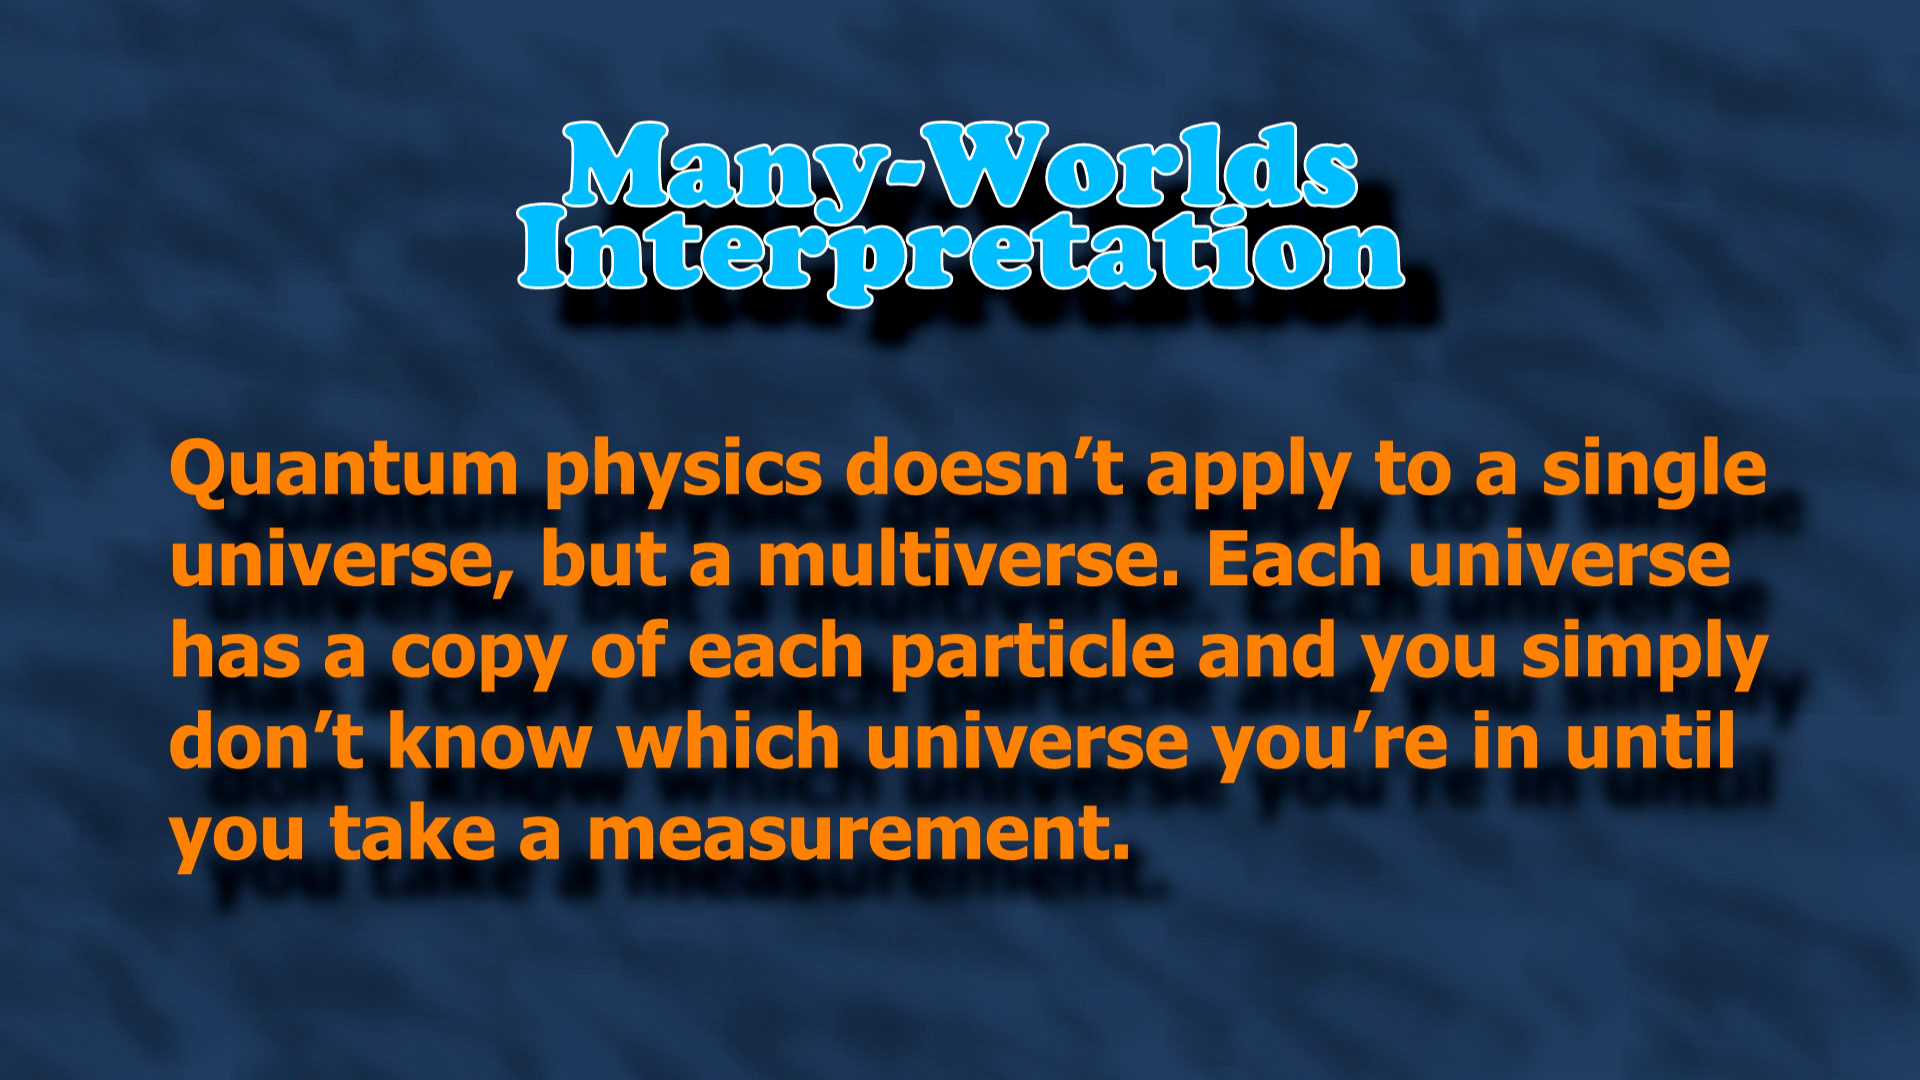 Many-Worlds
Interpretation
Quantum physics doesn’t apply to a single
universe, but a multiverse. Each universe
has a copy of each particle and you simply
don’t know which universe you’re in until
you take a measurement.